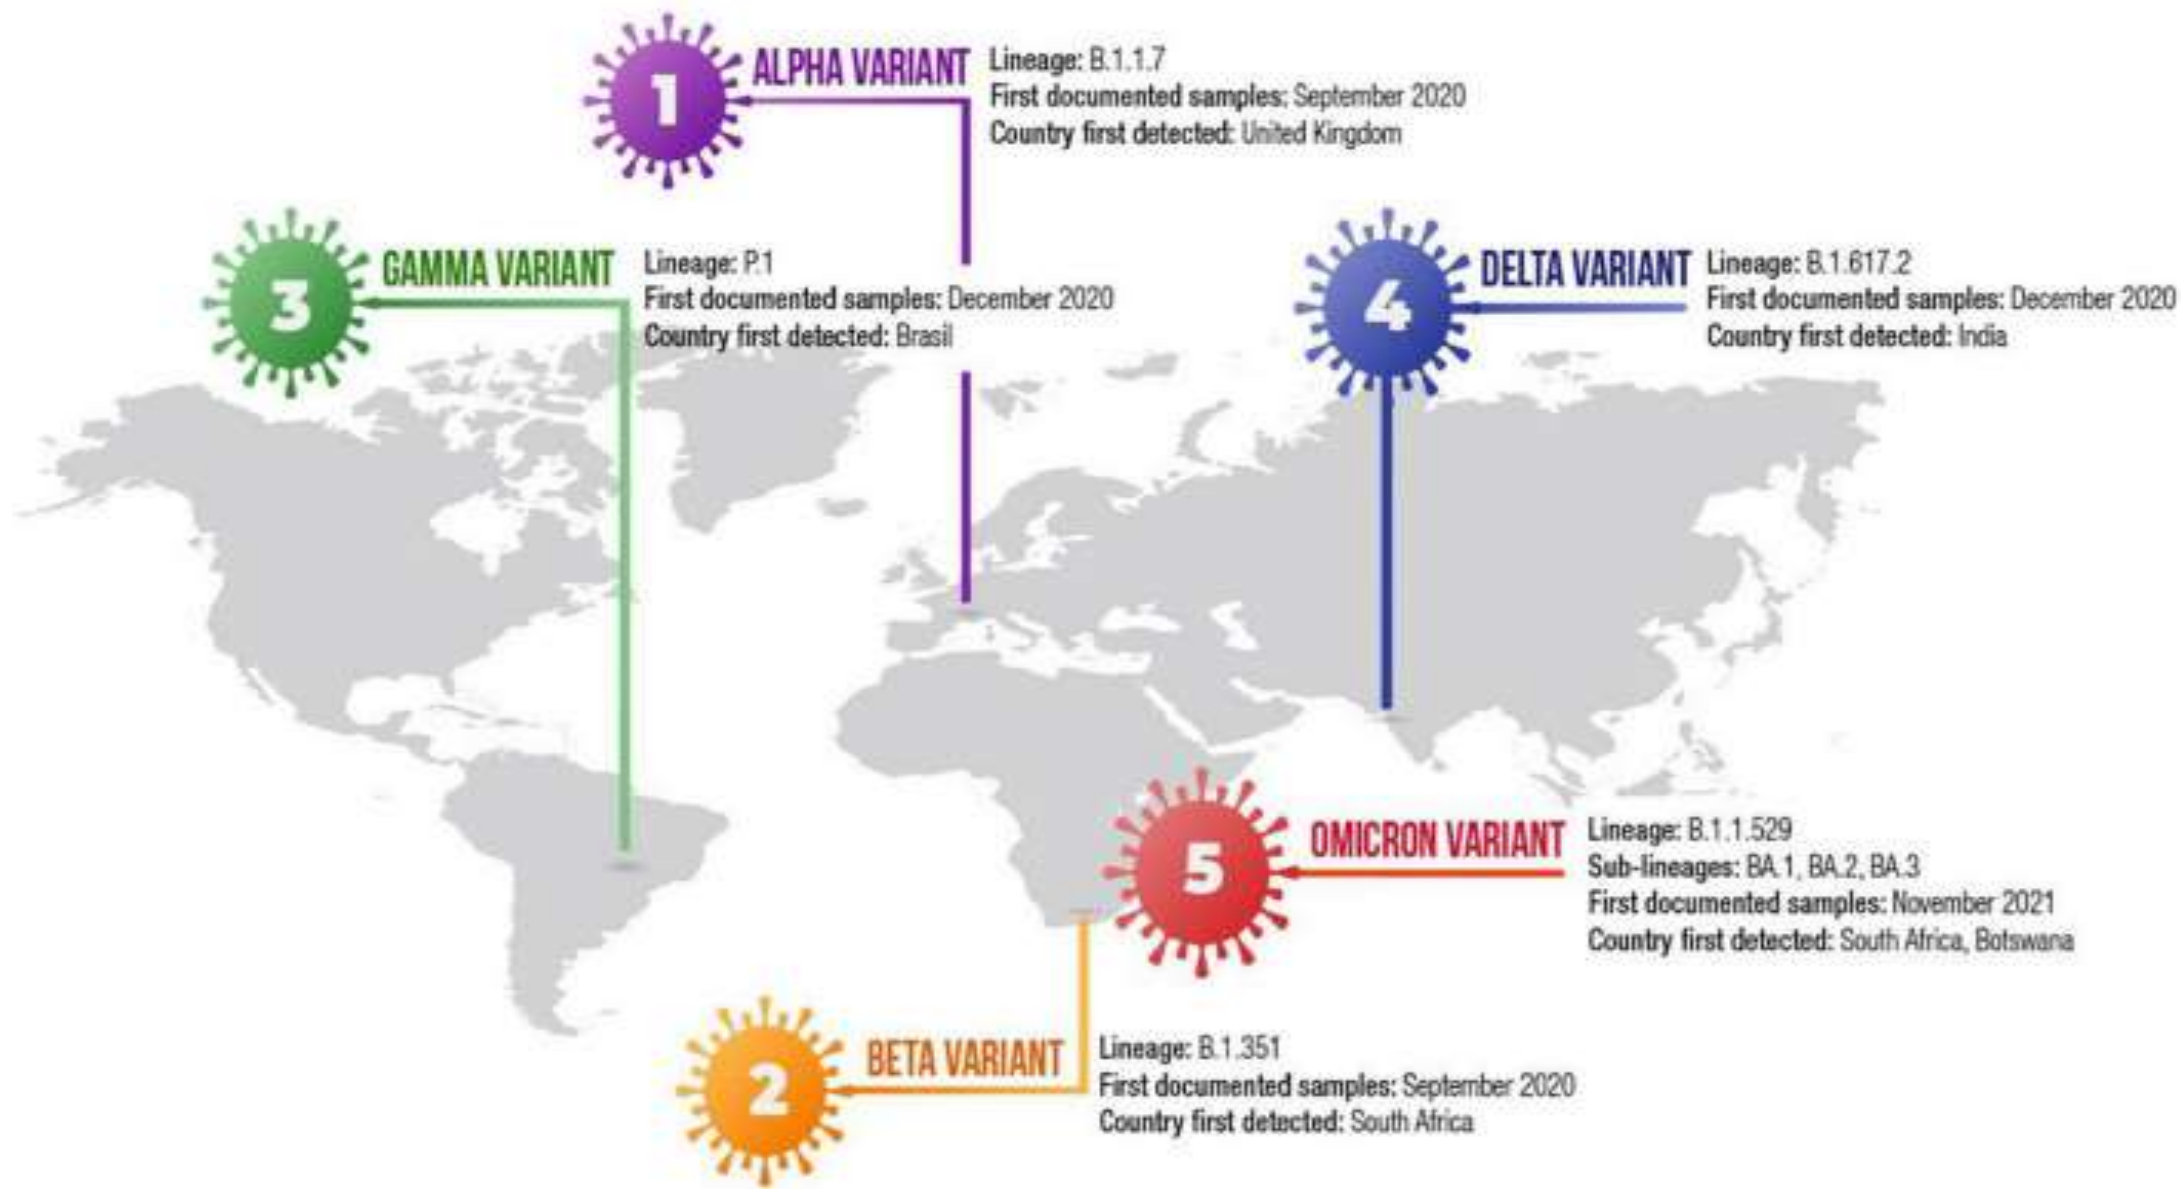 1
ALPHA VARIANT
Lineage: B.1.1.7
First documented samples: September 2020
Country first detected: United Kingdom
3
GAMMA VARIANT
Lineage: P.1
First documented samples: December 2020
Country first detected: Brasil
4
DELTA VARIANT
Lineage: B.1.617.2
First documented samples: December 2020
Country first detected: India
5
OMICRON VARIANT
Lineage: B.1.1.529
Sub-lineages: BA.1, BA.2, BA.3
First documented samples: November 2021
Country first detected: South Africa, Botswana
2
BETA VARIANT
Lineage: B.1.351
First documented samples: September 2020
Country first detected: South Africa